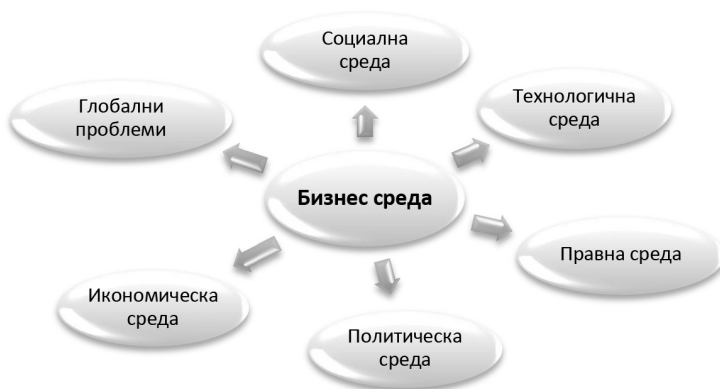 Социална
среда
Технологична
среда
Глобални
проблеми
Бизнес среда
Правна среда
Икономическа
среда
Политическа
среда